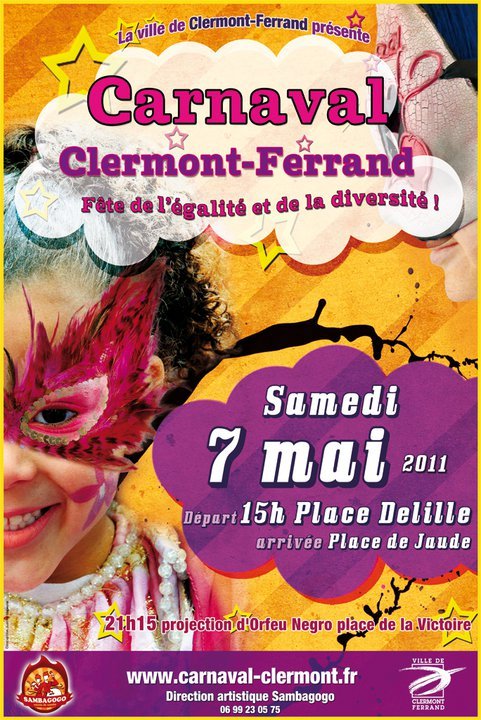 La ville de Clermont-Ferrand présente
Carnaval
Clermont-Ferrand
Fête de l'égalité et de la diversité !
Samedi
7 mai 2011
Départ 15h Place Delille
arrivée Place de Jaude
21h15 projection d'Orfeu Negro place de la Victoire
SAMBAGOGO
www.carnaval-clermont.fr
Direction artistique Sambagogo
06 99 23 05 75
VILLE DE
CLERMONT
FERRAND